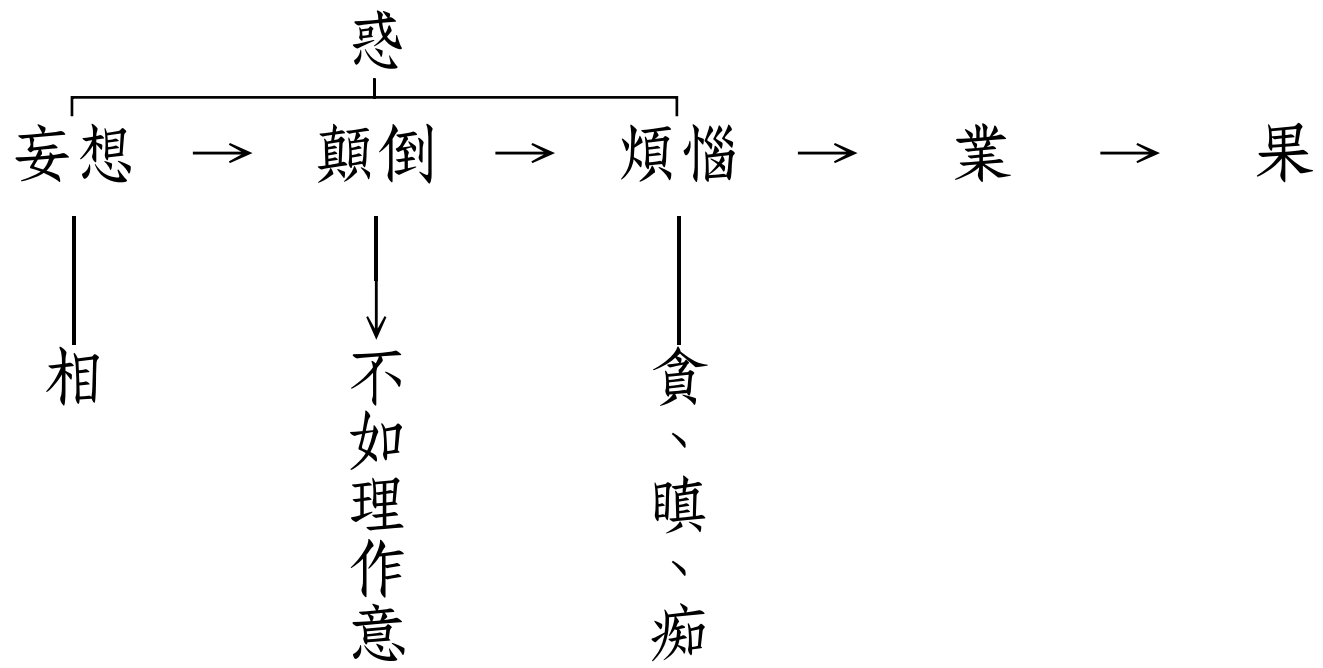 惑
妄想 → 顛倒 → 煩惱 → 業 → 果
相
不如理作意
貪、瞋、痴